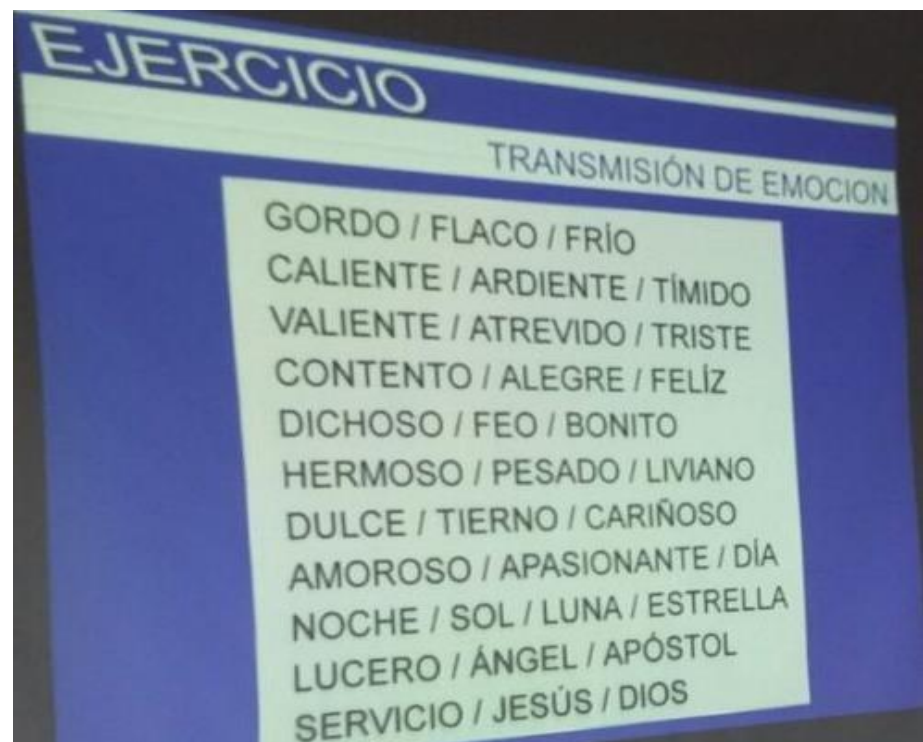 EJERCICIO
TRANSMISIÓN DE EMOCION
GORDO / FLACO / FRÍO
CALIENTE / ARDIENTE / TÍMIDO
VALIENTE / ATREVIDO / TRISTE
CONTENTO / ALEGRE / FELÍZ
DICHOSO / FEO / BONITO
HERMOSO / PESADO / LIVIANO
DULCE / TIERNO / CARIÑOSO
AMOROSO / APASIONANTE / DÍA
NOCHE / SOL / LUNA / ESTRELLA
LUCERO / ÁNGEL / APÓSTOL
SERVICIO / JESÚS / DIOS